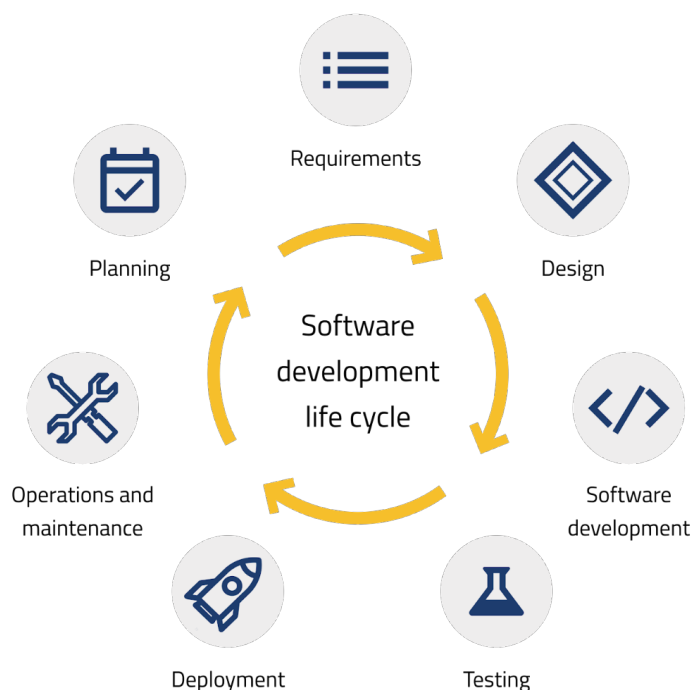 Requirements
Planning
Design
Software
development
life cycle
Operations and
maintenance
Software
development
Deployment
Testing